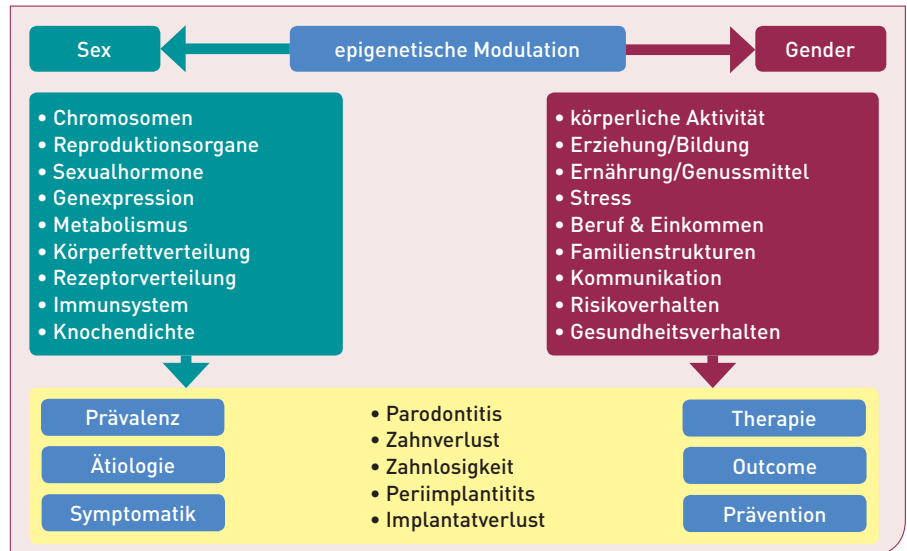 Sex
epigenetische Modulation
Gender
• Chromosomen
• Reproduktionsorgane
• Sexualhormone
• Genexpression
• Metabolismus
• Körperfettverteilung
• Rezeptorverteilung
• Immunsystem
• Knochendichte
• körperliche Aktivität
• Erziehung/Bildung
• Ernährung/Genussmittel
• Stress
• Beruf & Einkommen
• Familienstrukturen
• Kommunikation
• Risikoverhalten
• Gesundheitsverhalten
Prävalenz
Ätiologie
Symptomatik
• Parodontitis
• Zahnverlust
• Zahnlosigkeit
• Periimplantitits
• Implantatverlust
Therapie
Outcome
Prävention